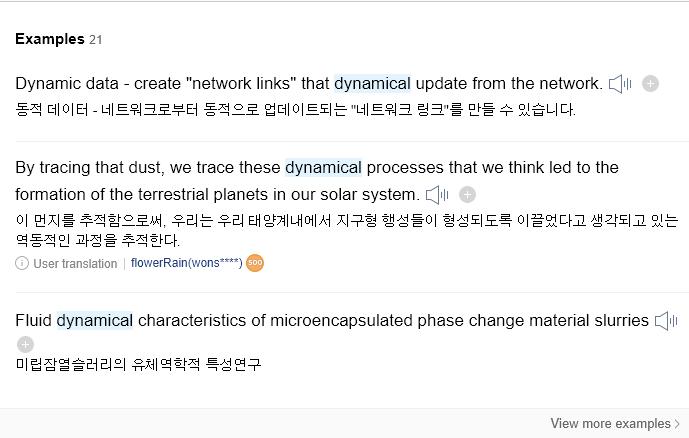 Examples 21
Dynamic data - create "network links" that dynamical update from the network.
동적 데이터 - 네트워크로부터 동적으로 업데이트되는 "네트워크 링크"를 만들 수 있습니다.
By tracing that dust, we trace these dynamical processes that we think led to the
formation of the terrestrial planets in our solar system.
이 먼지를 추적함으로써, 우리는 우리 태양계내에서 지구형 행성들이 형성되도록 이끌었다고 생각되고 있는
역동적인 과정을 추적한다.
User translation | flowerRain(wons****) 500
Fluid dynamical characteristics of microencapsulated phase change material slurries
미립잠열슬러리의 유체역학적 특성연구
View more examples >